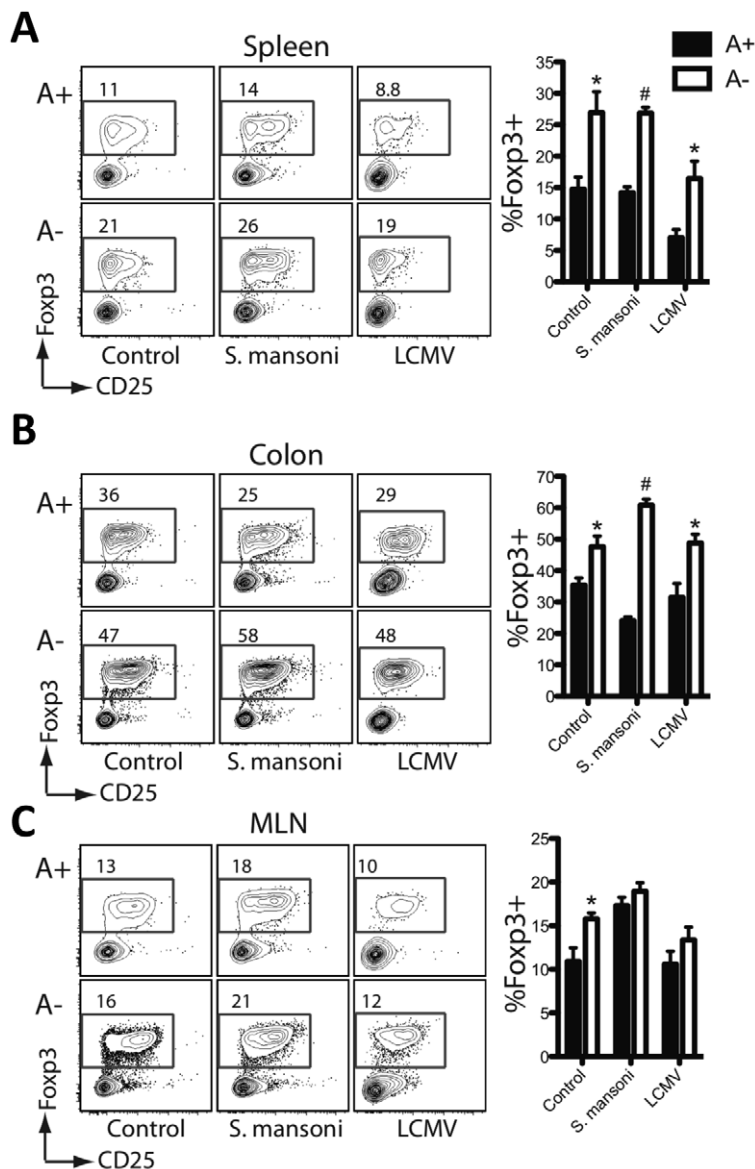 A
Spleen
A+
11
14
8.8
A-
21
26
19
Foxp3
CD25
Control
S. mansoni
LCMV
A+
A-
%Foxp3+
35
30
25
20
15
10
5
0
*
#
*
Control
S. mansoni
LCMV
B
Colon
A+
36
25
29
A-
47
58
48
Foxp3
CD25
Control
S. mansoni
LCMV
%Foxp3+
70
60
50
40
30
20
10
0
*
#
*
Control
S. mansoni
LCMV
C
MLN
A+
13
18
10
A-
16
21
12
Foxp3
CD25
Control
S. mansoni
LCMV
%Foxp3+
25
20
15
10
5
0
*
Control
S. mansoni
LCMV